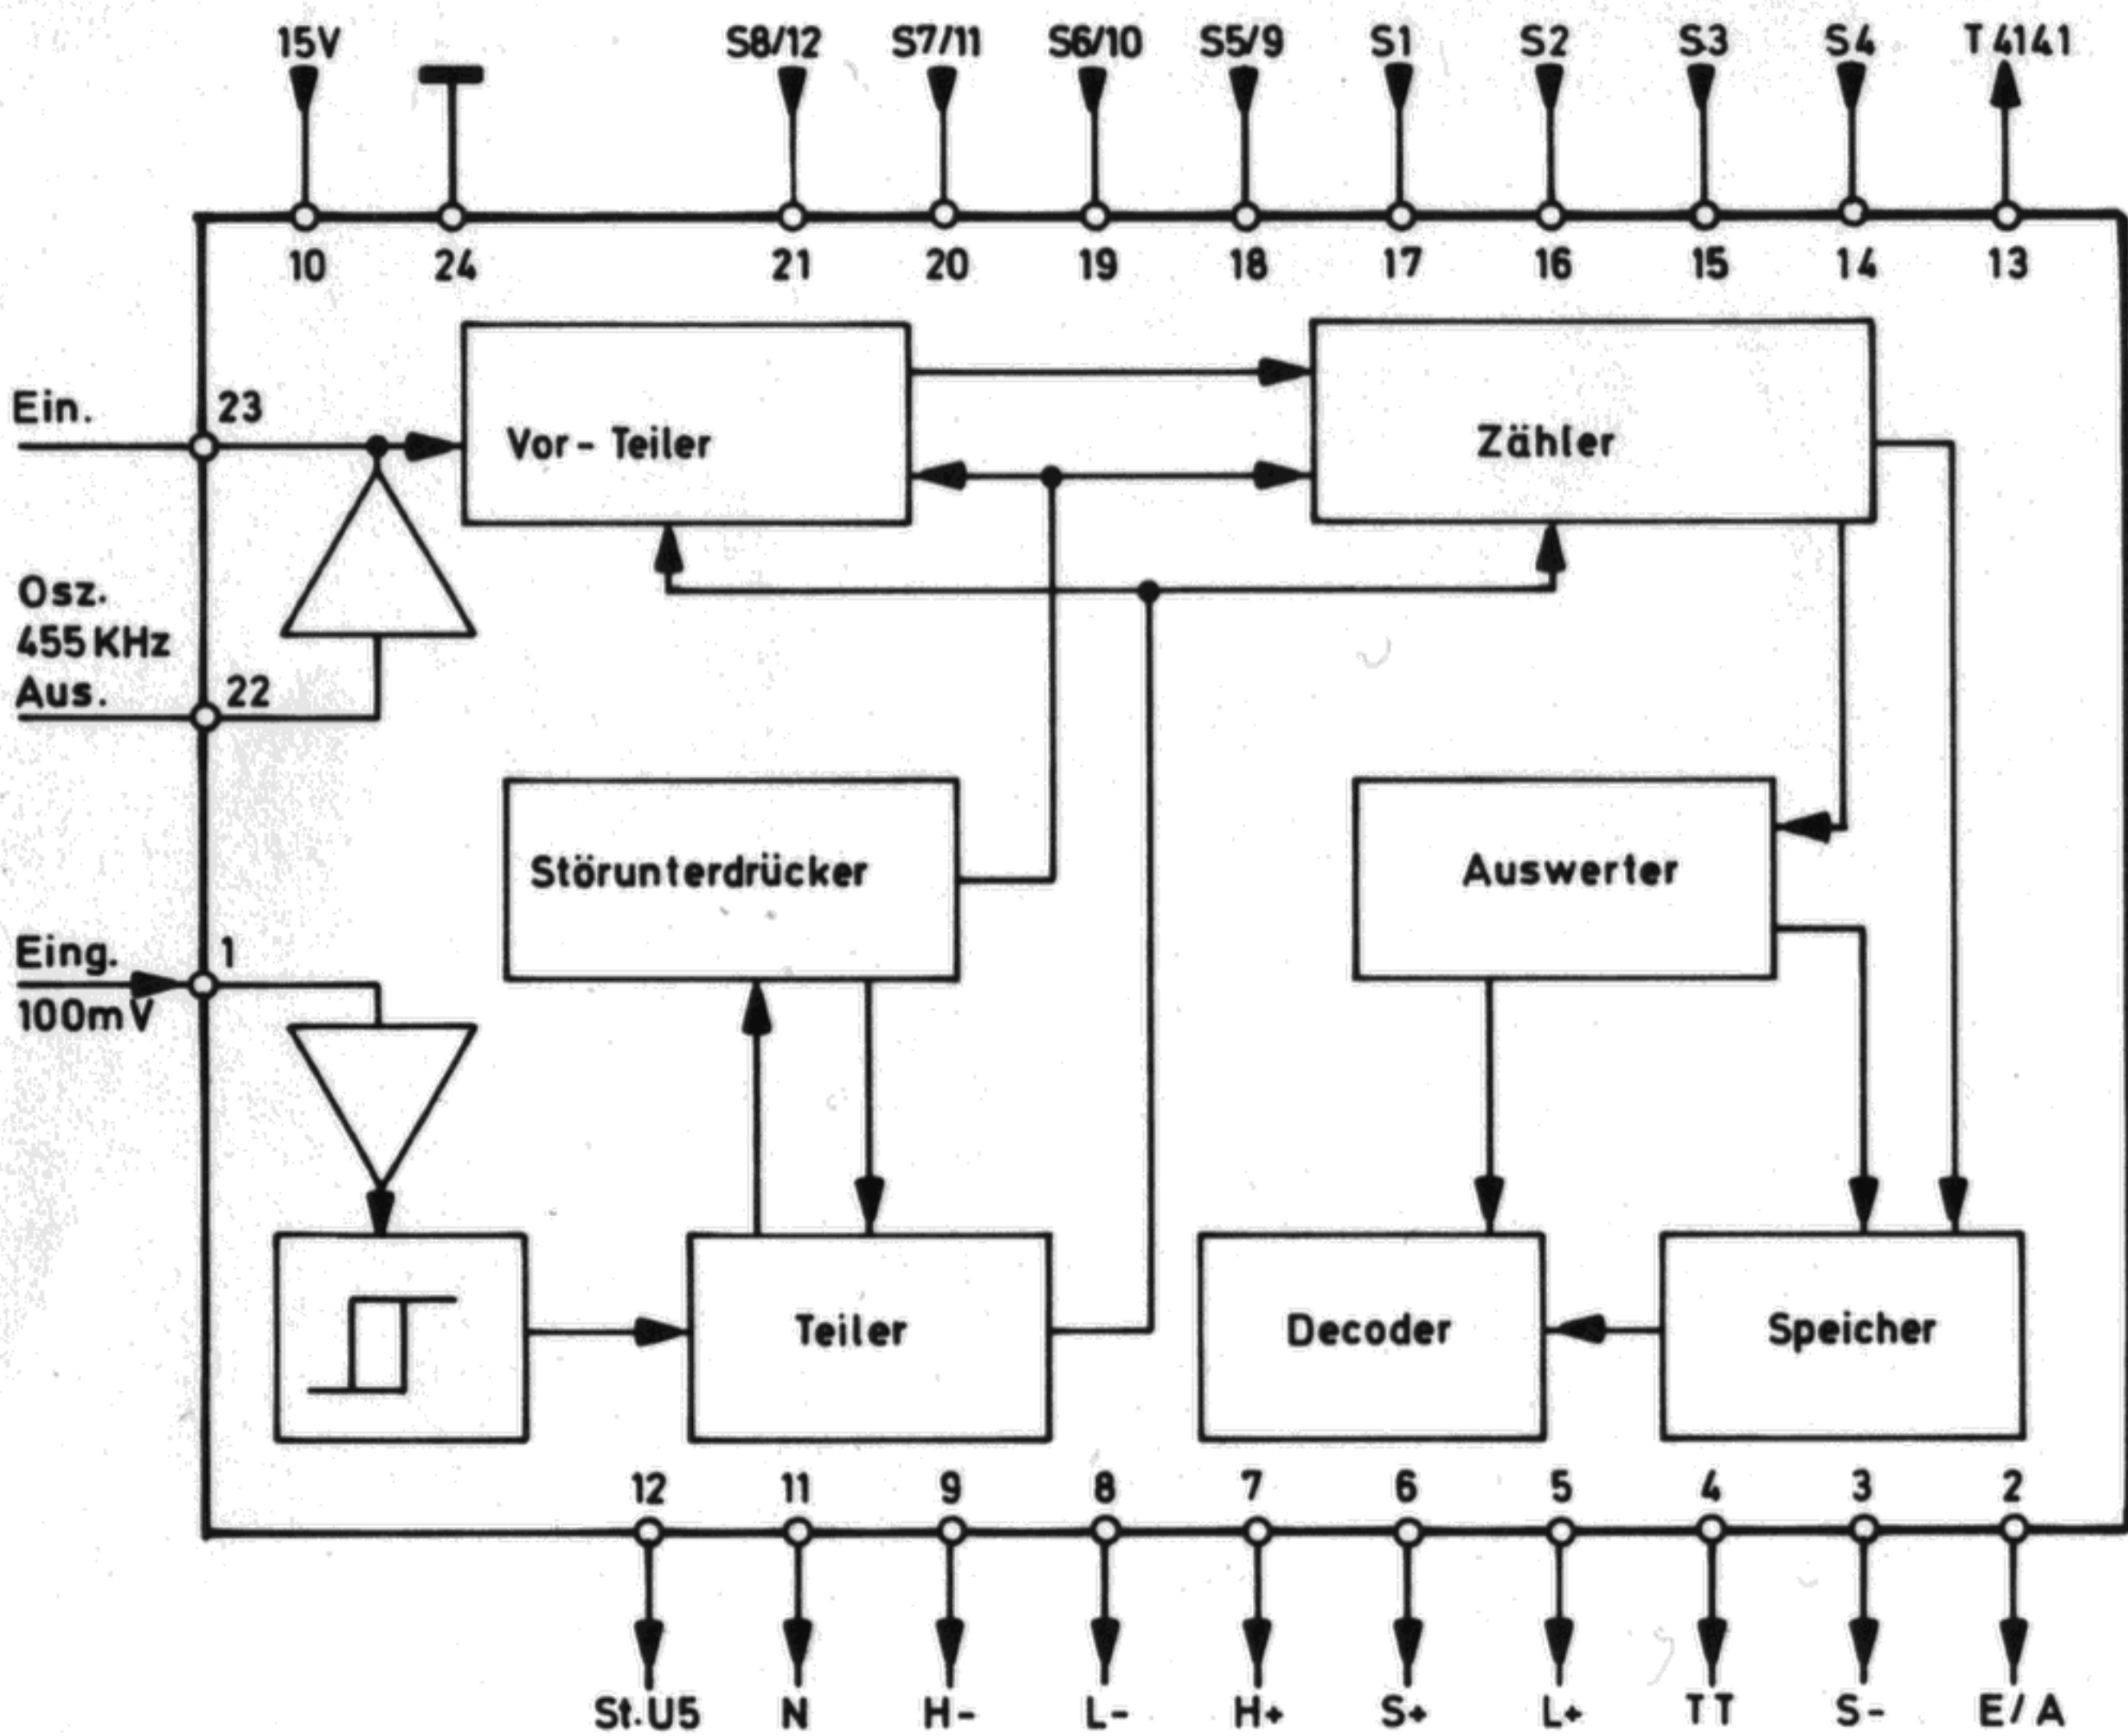 15V S8/12 S7/11 S6/10 S5/9 S1 S2 S3 S4 T4141
10 24 21 20 19 18 17 16 15 14 13
Ein. 23
Vor-Teiler Zähler
Osz.
455 KHz
Aus. 22
Störunterdrücker Auswerter
Eing. 1
100mV
Teiler Decoder Speicher
12 11 9 8 7 6 5 4 3 2
St.U5 N H- L- H+ S+ L+ TT S- E/A